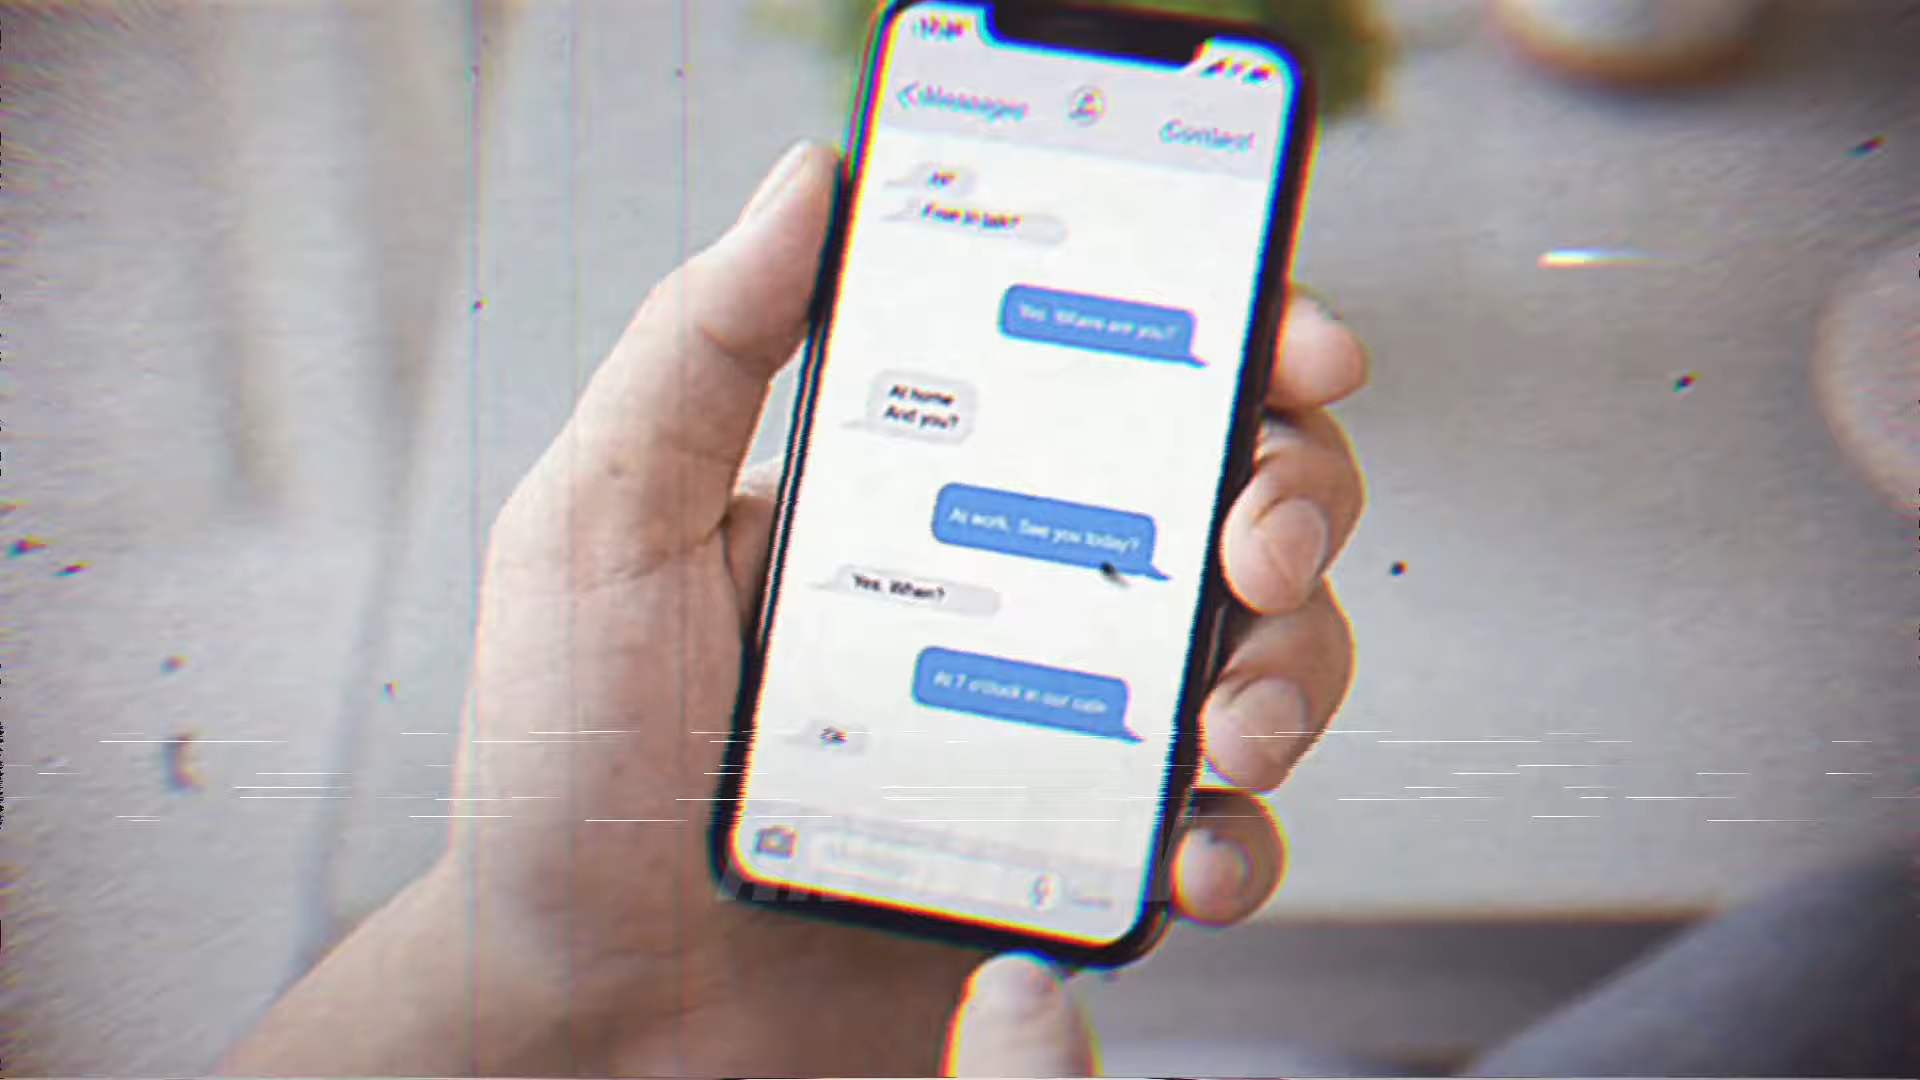 Messages
Contact
Hi!
Free to talk?
Yes. Where are you?
At home
And you?
At work. See you today?
Yes. When?
At 7 o'clock in our cafe
Ok